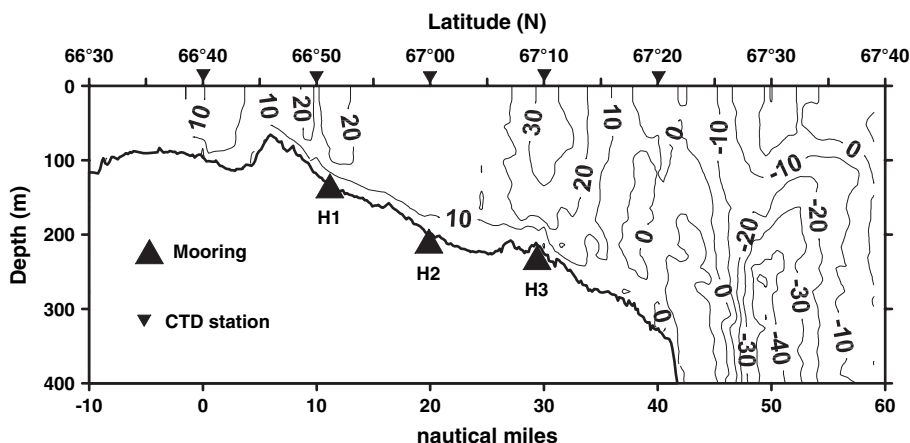 Latitude (N)
66°30 66°40 66°50 67°00 67°10 67°20 67°30 67°40
0
100
200
300
400
Depth (m)
10 10 20 20 30 10 0 -10 0
20 -10
10 0 -20 -20
0 0 -30
-30 -40 -10
H1
H2
H3
Mooring
CTD station
-10 0 10 20 30 40 50 60
nautical miles